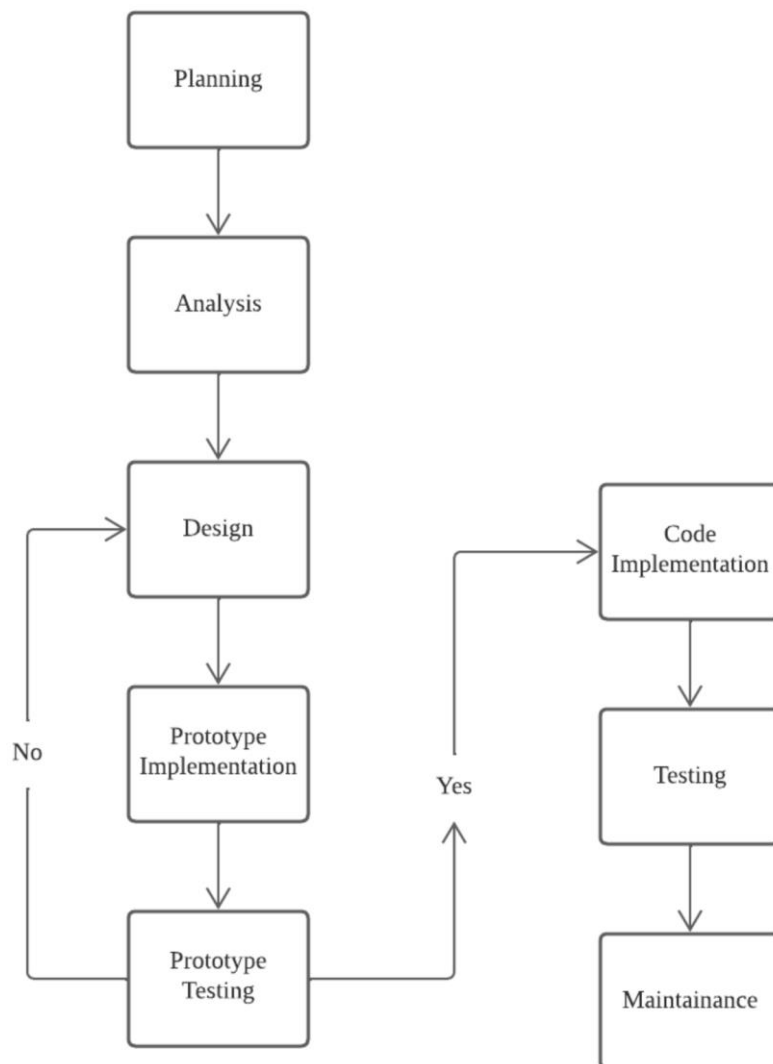 Planning
Analysis
Design
Prototype
Implementation
No
Prototype
Testing
Yes
Code
Implementation
Testing
Maintainance